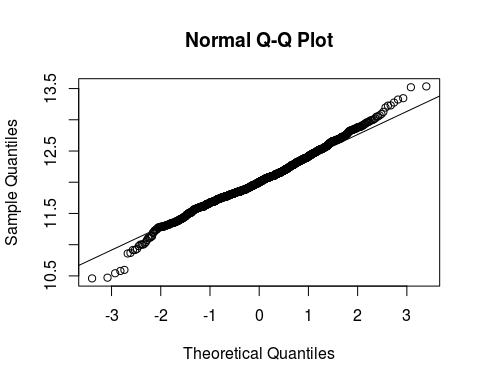 Normal Q-Q Plot
Sample Quantiles
13.5
12.5
11.5
10.5
-3 -2 -1 0 1 2 3
Theoretical Quantiles